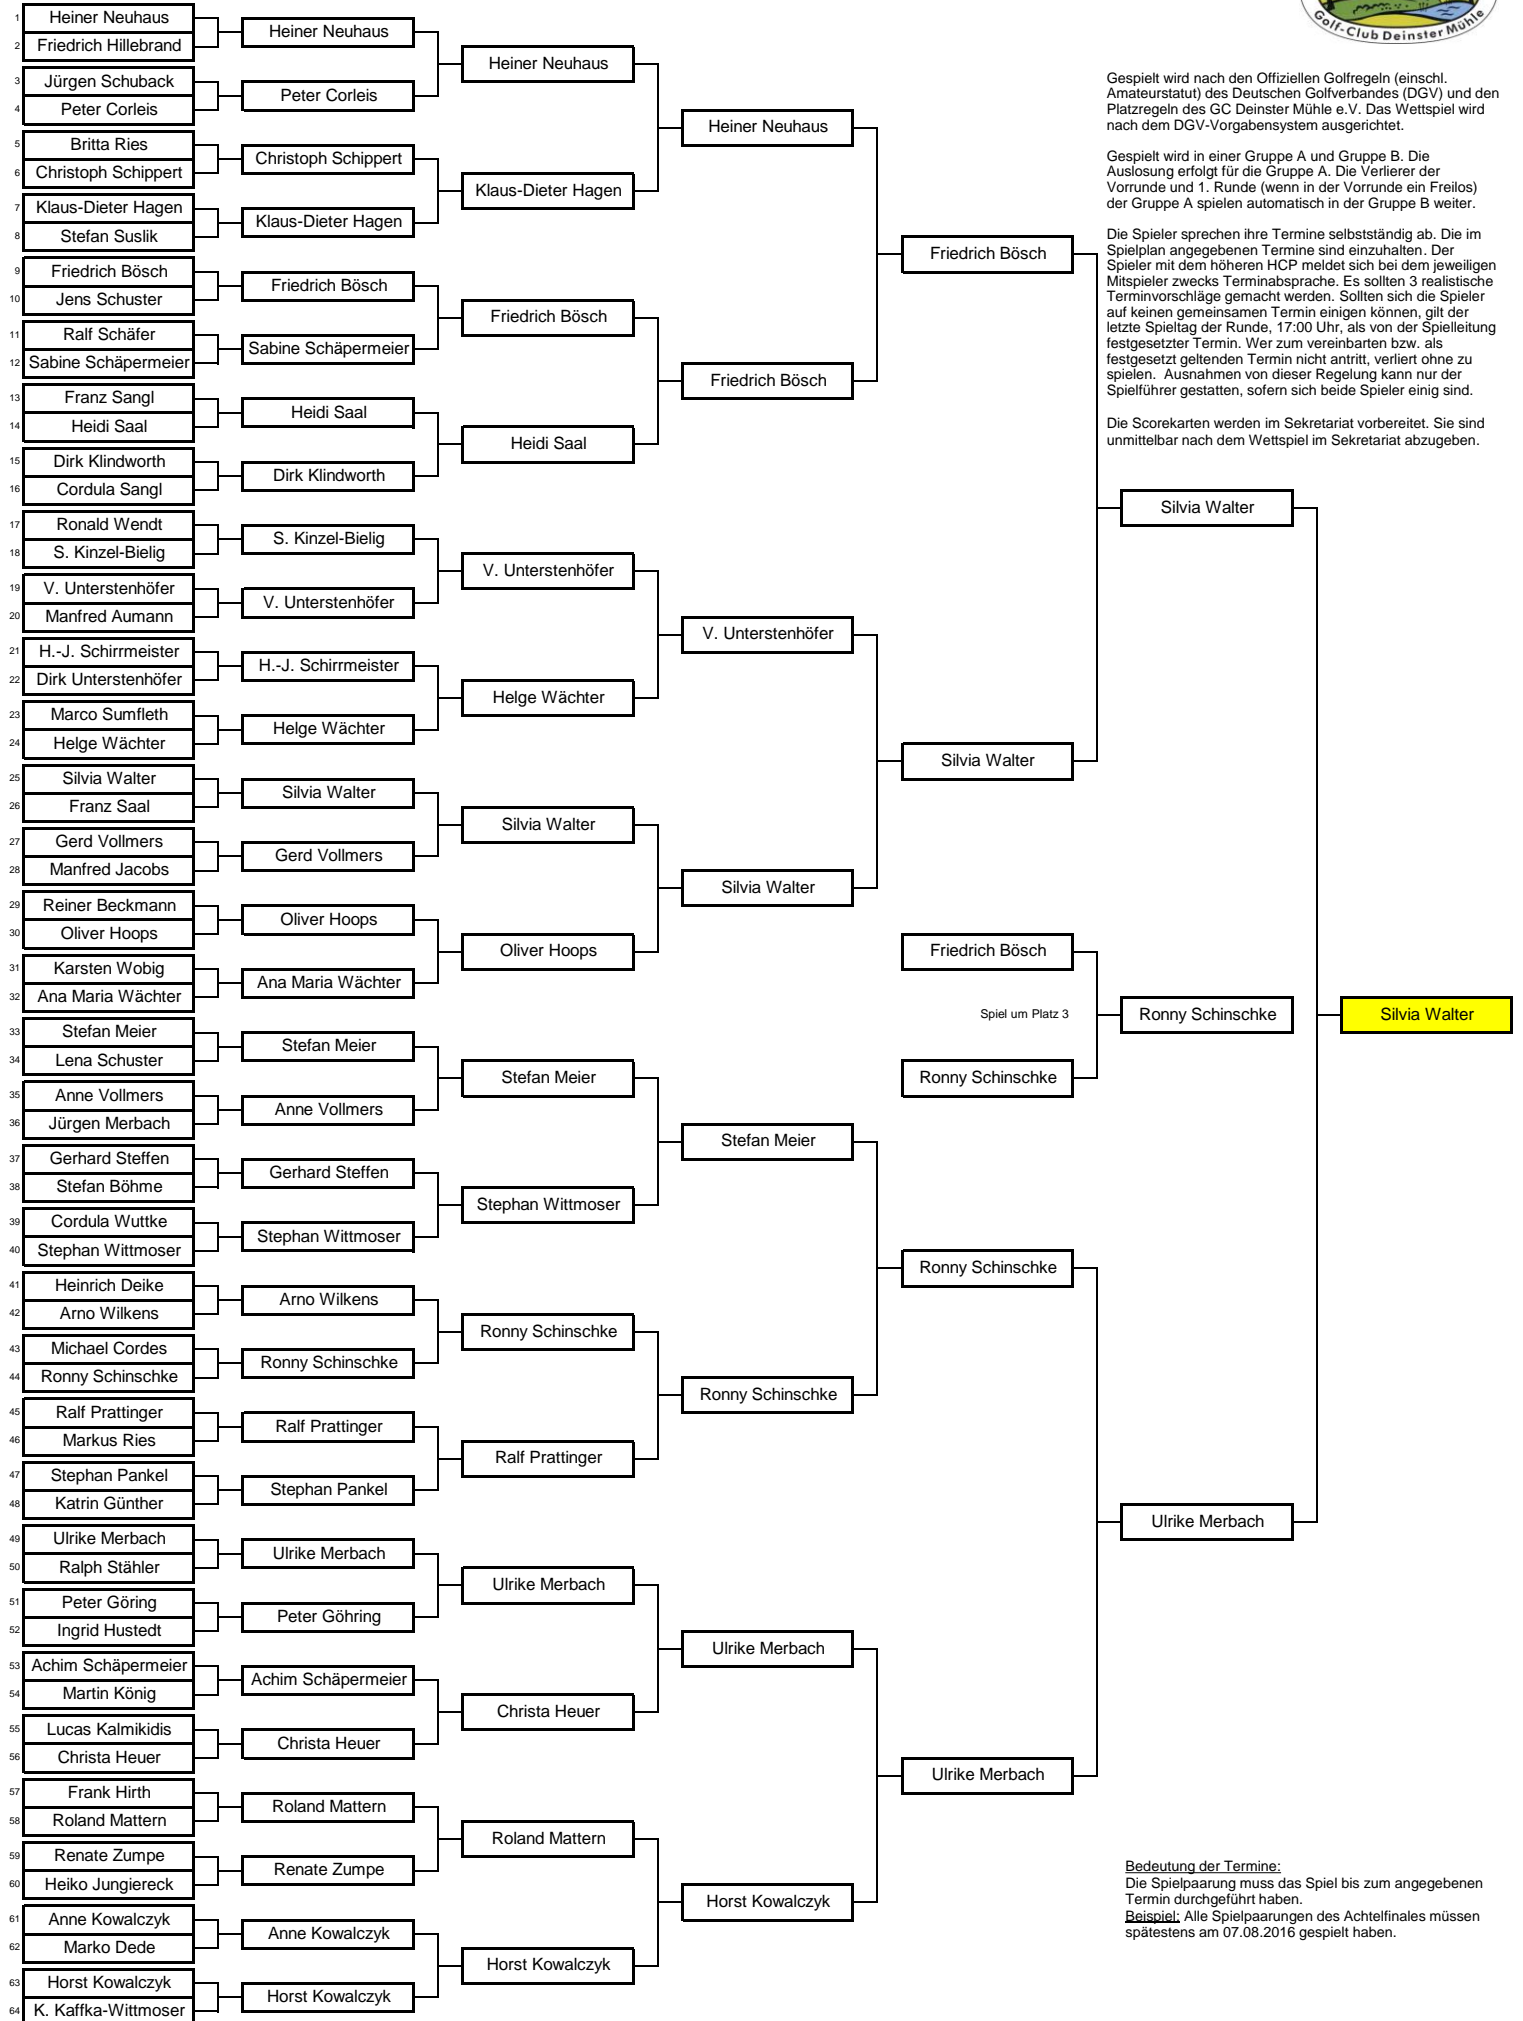 Golf-Club Deinster Mühle
Gespielt wird nach den Offiziellen Golfregeln (einschl.
Amateurstatut) des Deutschen Golfverbandes (DGV) und den
Platzregeln des GC Deinster Mühle e.V. Das Wettspiel wird
nach dem DGV-Vorgabensystem ausgerichtet.
Gespielt wird in einer Gruppe A und Gruppe B. Die
Auslosung erfolgt für die Gruppe A. Die Verlierer der
Vorrunde und 1. Runde (wenn in der Vorrunde ein Freilos)
der Gruppe A spielen automatisch in der Gruppe B weiter.
Die Spieler sprechen ihre Termine selbstständig ab. Die im
Spielplan angegebenen Termine sind einzuhalten. Der
Spieler mit dem höheren HCP meldet sich bei dem jeweiligen
Mitspieler zwecks Terminabsprache. Es sollten 3 realistische
Terminvorschläge gemacht werden. Sollten sich die Spieler
auf keinen gemeinsamen Termin einigen können, gilt der
letzte Spieltag der Runde, 17:00 Uhr, als von der Spielleitung
festgesetzter Termin. Wer zum vereinbarten bzw. als
festgesetzt geltenden Termin nicht antritt, verliert ohne zu
spielen.  Ausnahmen von dieser Regelung kann nur der
Spielführer gestatten, sofern sich beide Spieler einig sind.
Die Scorekarten werden im Sekretariat vorbereitet. Sie sind
unmittelbar nach dem Wettspiel im Sekretariat abzugeben.
1 Heiner Neuhaus
2 Friedrich Hillebrand
3 Jürgen Schuback
4 Peter Corleis
5 Britta Ries
6 Christoph Schippert
7 Klaus-Dieter Hagen
8 Stefan Suslik
9 Friedrich Bösch
10 Jens Schuster
11 Ralf Schäfer
12 Sabine Schäpermeier
13 Franz Sangl
14 Heidi Saal
15 Dirk Klindworth
16 Cordula Sangl
17 Ronald Wendt
18 S. Kinzel-Bielig
19 V. Unterstenhöfer
20 Manfred Aumann
21 H.-J. Schirrmeister
22 Dirk Unterstenhöfer
23 Marco Sumfleth
24 Helge Wächter
25 Silvia Walter
26 Franz Saal
27 Gerd Vollmers
28 Manfred Jacobs
29 Reiner Beckmann
30 Oliver Hoops
31 Karsten Wobig
32 Ana Maria Wächter
33 Stefan Meier
34 Lena Schuster
35 Anne Vollmers
36 Jürgen Merbach
37 Gerhard Steffen
38 Stefan Böhme
39 Cordula Wuttke
40 Stephan Wittmoser
41 Heinrich Deike
42 Arno Wilkens
43 Michael Cordes
44 Ronny Schinschke
45 Ralf Prattinger
46 Markus Ries
47 Stephan Pankel
48 Katrin Günther
49 Ulrike Merbach
50 Ralph Stähler
51 Peter Göring
52 Ingrid Hustedt
53 Achim Schäpermeier
54 Martin König
55 Lucas Kalmikidis
56 Christa Heuer
57 Frank Hirth
58 Roland Mattern
59 Renate Zumpe
60 Heiko Jungiereck
61 Anne Kowalczyk
62 Marko Dede
63 Horst Kowalczyk
64 K. Kaffka-Wittmoser
Heiner Neuhaus
Peter Corleis
Christoph Schippert
Klaus-Dieter Hagen
Friedrich Bösch
Sabine Schäpermeier
Heidi Saal
Dirk Klindworth
S. Kinzel-Bielig
V. Unterstenhöfer
H.-J. Schirrmeister
Helge Wächter
Silvia Walter
Gerd Vollmers
Oliver Hoops
Ana Maria Wächter
Stefan Meier
Anne Vollmers
Gerhard Steffen
Stephan Wittmoser
Arno Wilkens
Ronny Schinschke
Ralf Prattinger
Stephan Pankel
Ulrike Merbach
Peter Göhring
Achim Schäpermeier
Christa Heuer
Roland Mattern
Renate Zumpe
Anne Kowalczyk
Horst Kowalczyk
Heiner Neuhaus
Klaus-Dieter Hagen
Friedrich Bösch
Heidi Saal
V. Unterstenhöfer
Helge Wächter
Silvia Walter
Oliver Hoops
Stefan Meier
Stephan Wittmoser
Ronny Schinschke
Ralf Prattinger
Ulrike Merbach
Christa Heuer
Roland Mattern
Horst Kowalczyk
Heiner Neuhaus
Friedrich Bösch
V. Unterstenhöfer
Silvia Walter
Stefan Meier
Ronny Schinschke
Ulrike Merbach
Horst Kowalczyk
Friedrich Bösch
Silvia Walter
Ronny Schinschke
Ulrike Merbach
Silvia Walter
Ulrike Merbach
Friedrich Bösch
Spiel um Platz 3
Ronny Schinschke
Ronny Schinschke
Silvia Walter
Bedeutung der Termine:
Die Spielpaarung muss das Spiel bis zum angegebenen
Termin durchgeführt haben.
Beispiel: Alle Spielpaarungen des Achtelfinales müssen
spätestens am 07.08.2016 gespielt haben.